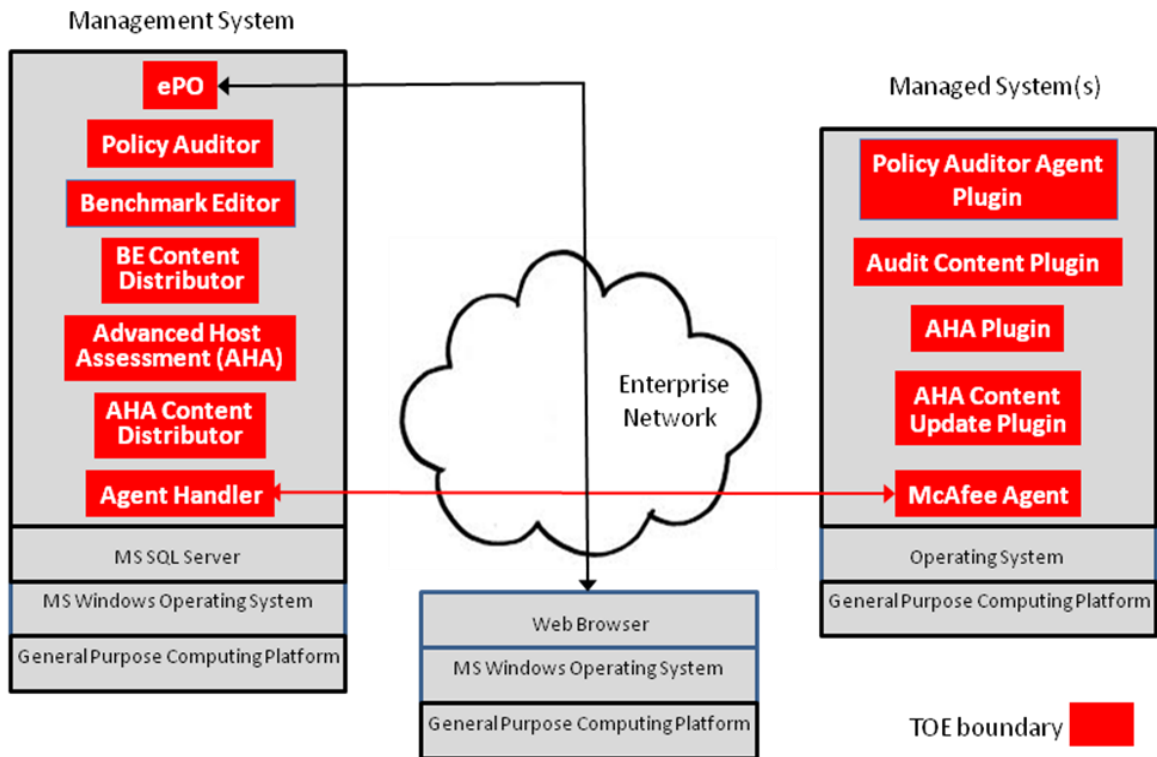 Management System
ePO
Policy Auditor
Benchmark Editor
BE Content
Distributor
Advanced Host
Assessment (AHA)
AHA Content
Distributor
Agent Handler
MS SQL Server
MS Windows Operating System
General Purpose Computing Platform
Enterprise
Network
Web Browser
MS Windows Operating System
General Purpose Computing Platform
Managed System(s)
Policy Auditor Agent
Plugin
Audit Content Plugin
AHA Plugin
AHA Content
Update Plugin
McAfee Agent
Operating System
General Purpose Computing Platform
TOE boundary